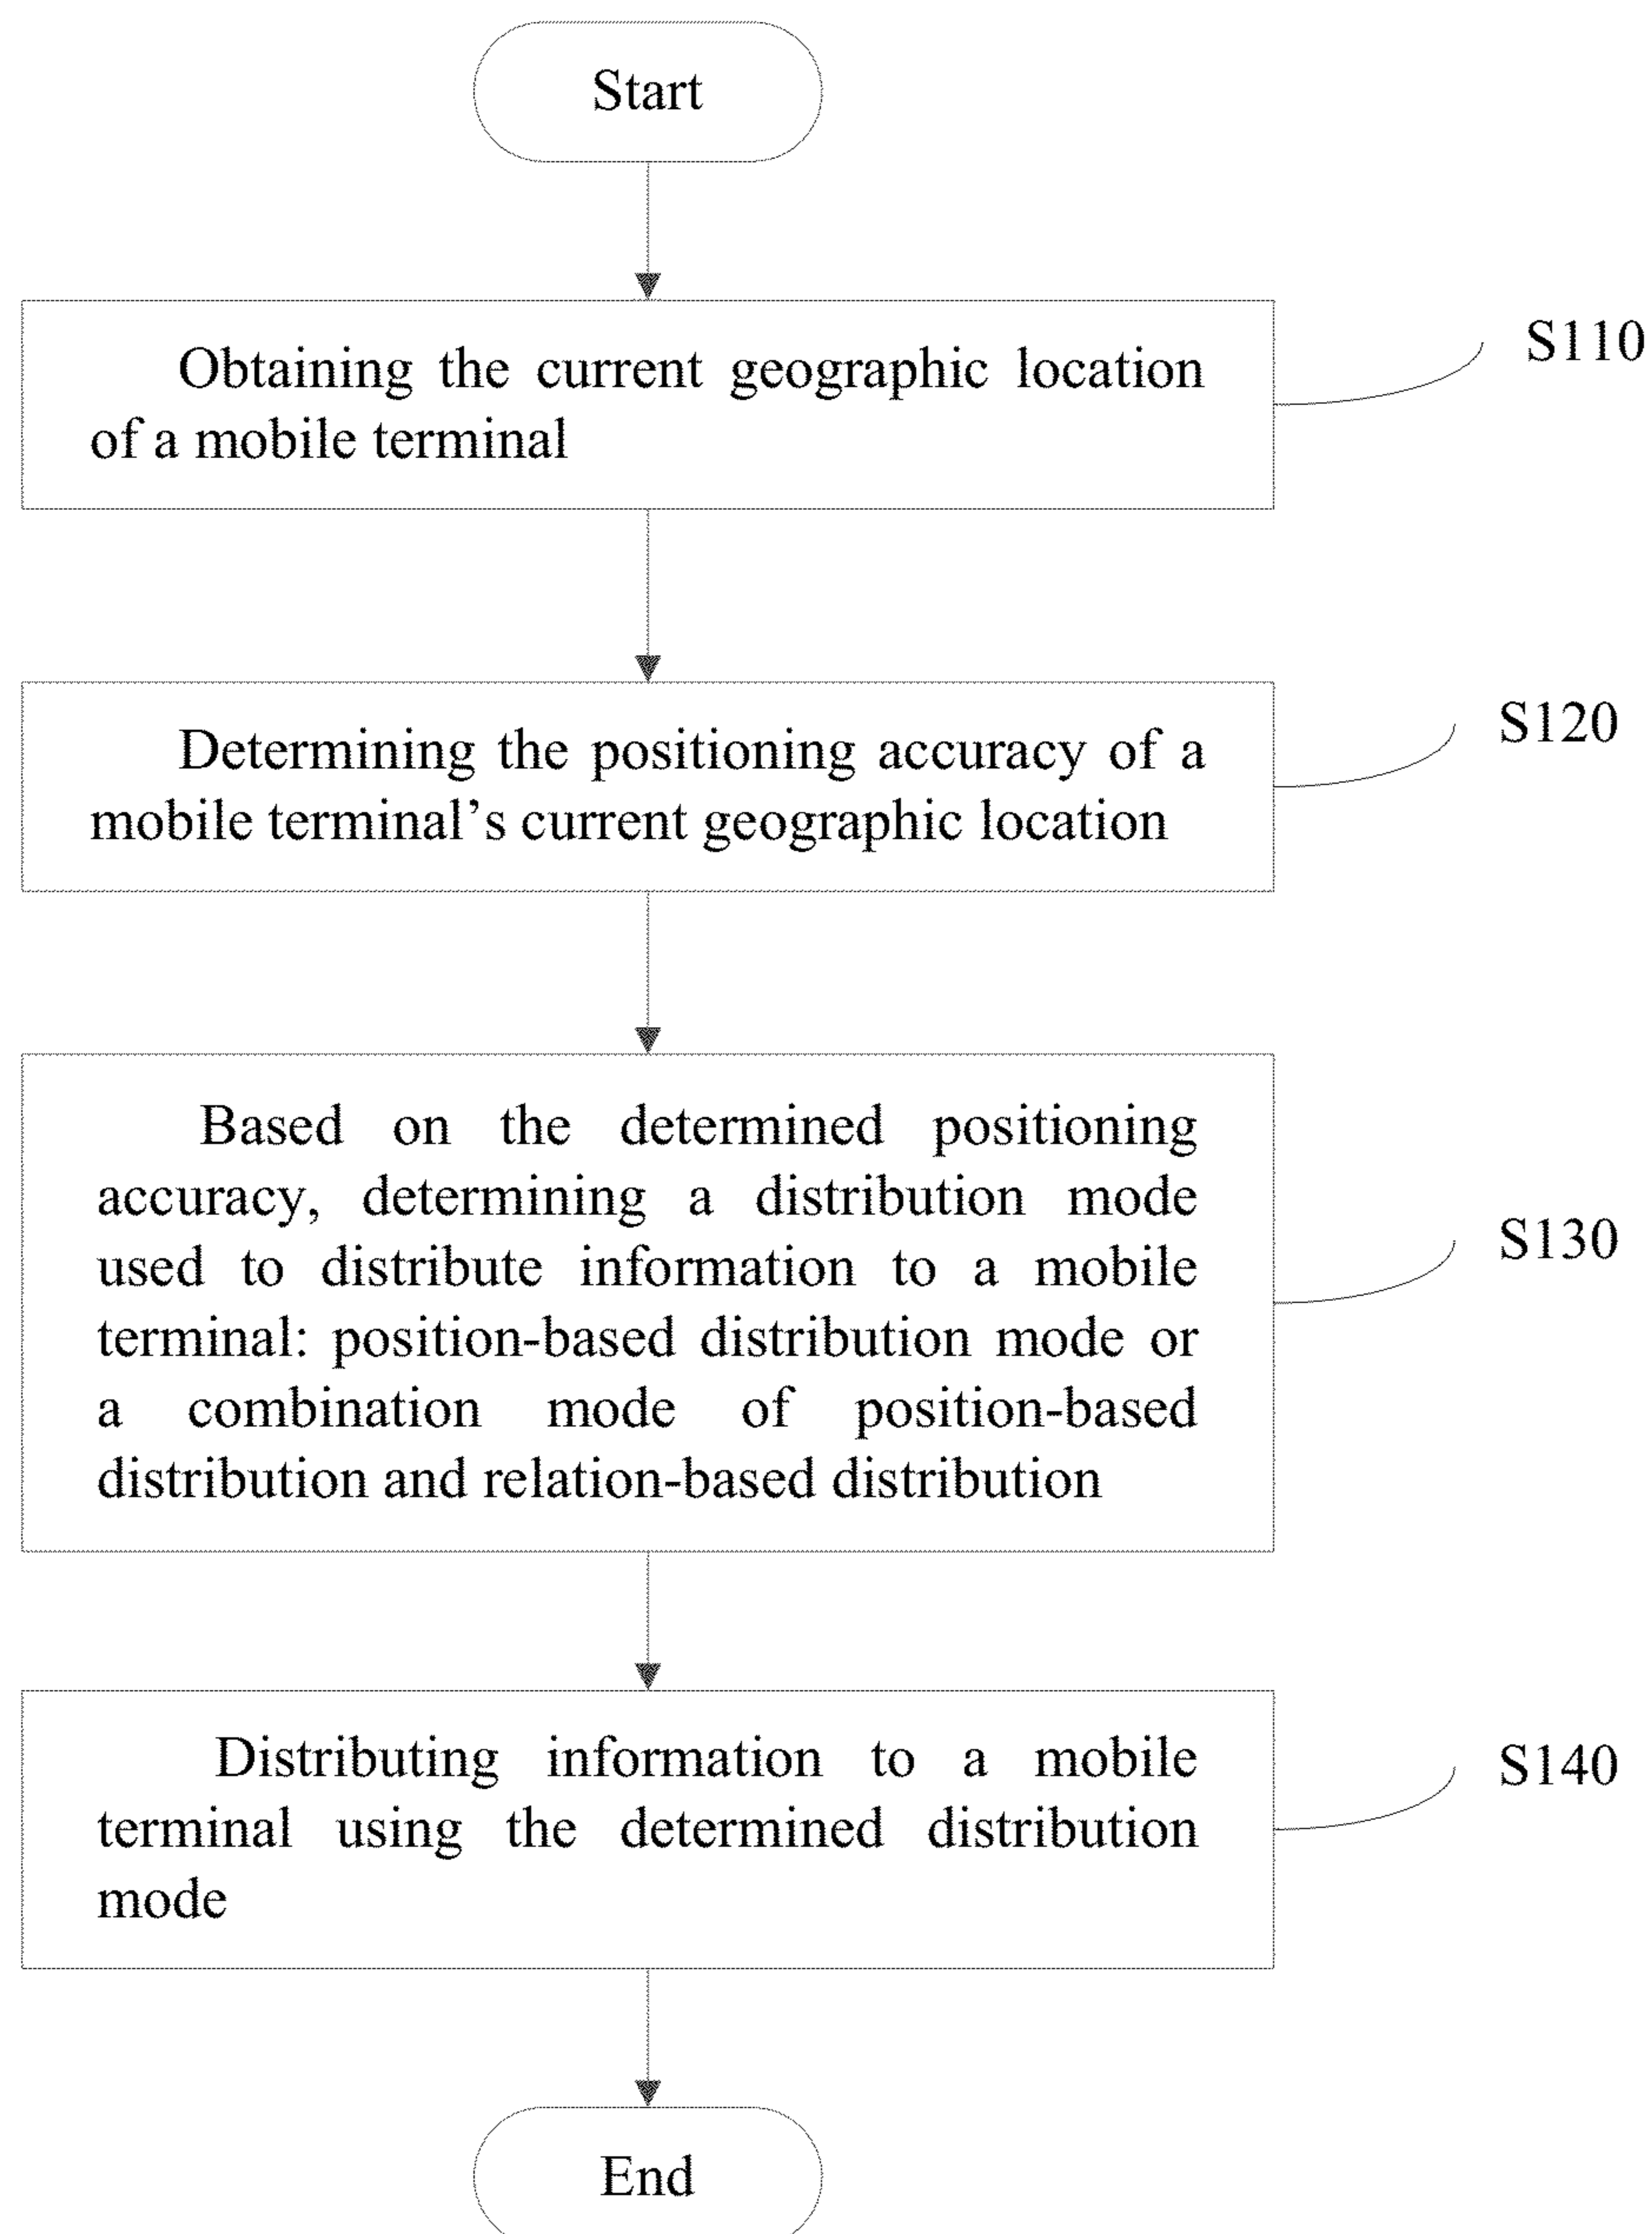 Start
Obtaining the current geographic location
of a mobile terminal
S110
Determining the positioning accuracy of a
mobile terminal’s current geographic location
S120
Based on the determined positioning
accuracy, determining a distribution mode
used to distribute information to a mobile
terminal: position-based distribution mode or
a combination mode of position-based
distribution and relation-based distribution
S130
Distributing information to a mobile
terminal using the determined distribution
mode
S140
End